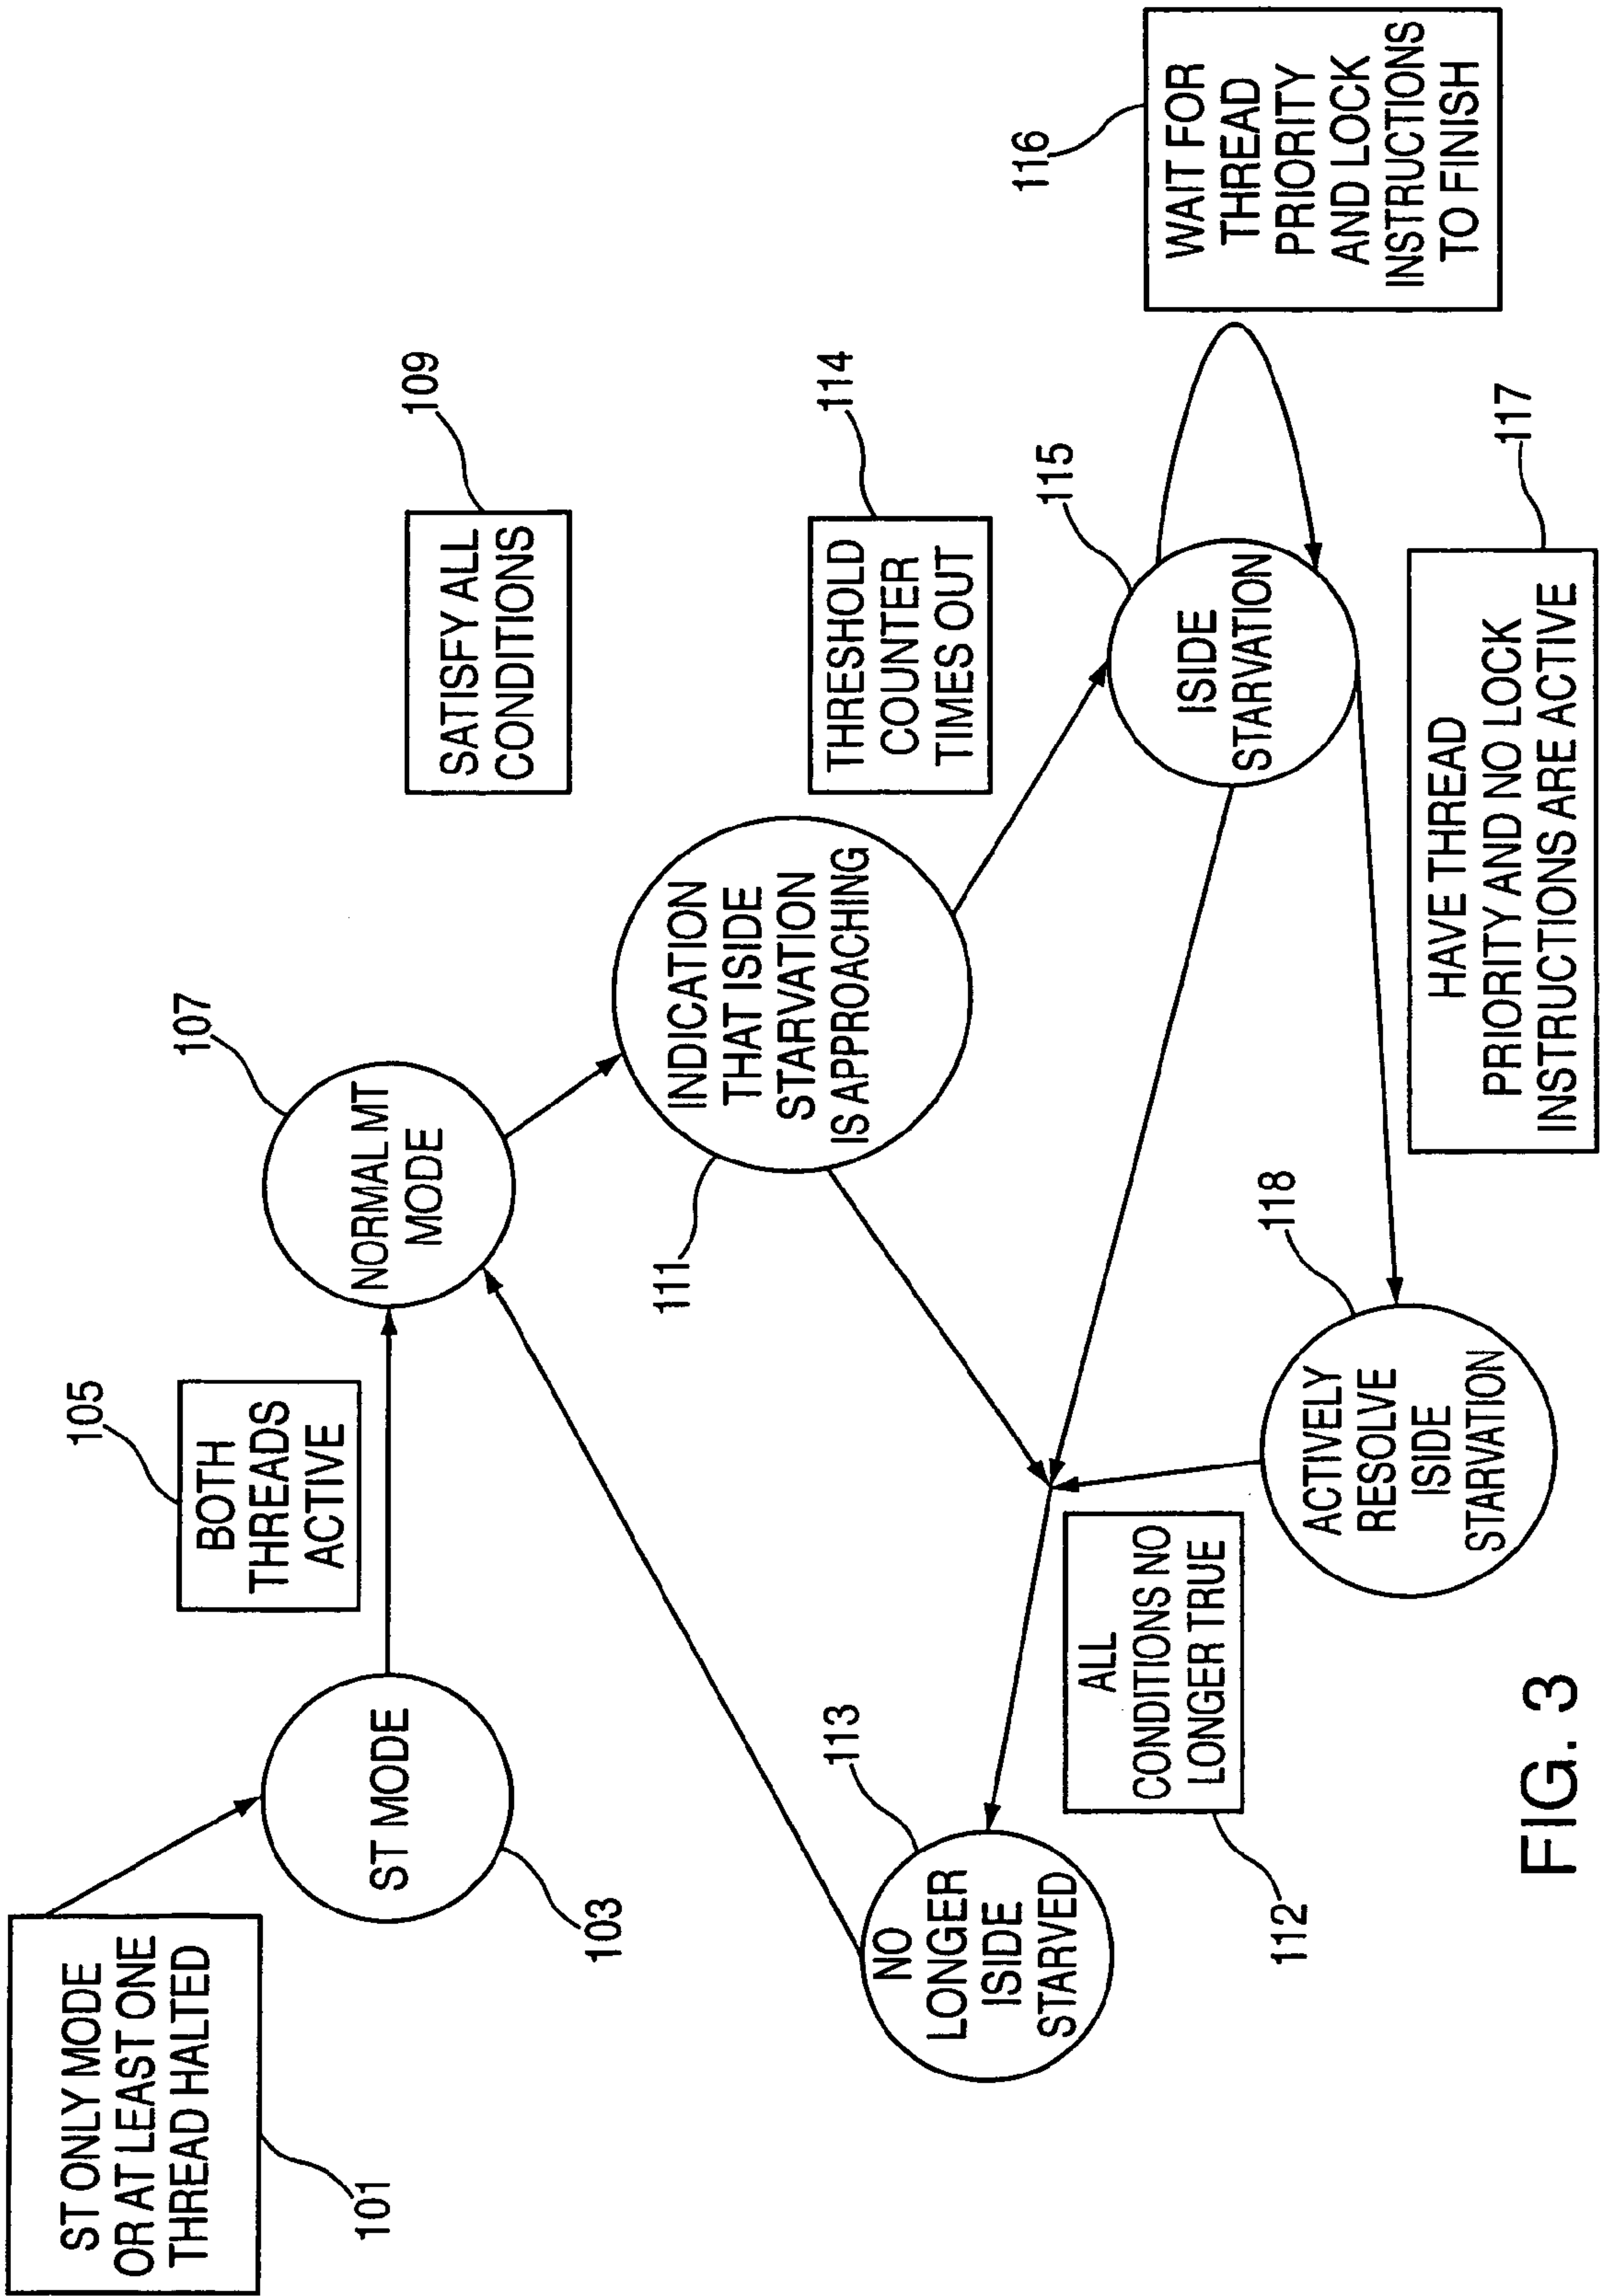 ST ONLY MODE
OR AT LEAST ONE
THREAD HALTED
101
ST MODE
103
BOTH
THREADS
ACTIVE
105
NORMAL MT
MODE
107
SATISFY ALL
CONDITIONS
109
INDICATION
THAT ISIDE
STARVATION
IS APPROACHING
111
THRESHOLD
COUNTER
TIMES OUT
114
ISIDE
STARVATION
115
WAIT FOR
THREAD
PRIORITY
AND LOCK
INSTRUCTIONS
TO FINISH
116
NO
LONGER
ISIDE
STARVED
113
ALL
CONDITIONS NO
LONGER TRUE
112
ACTIVELY
RESOLVE
ISIDE
STARVATION
118
HAVE THREAD
PRIORITY AND NO LOCK
INSTRUCTIONS ARE ACTIVE
117
FIG. 3